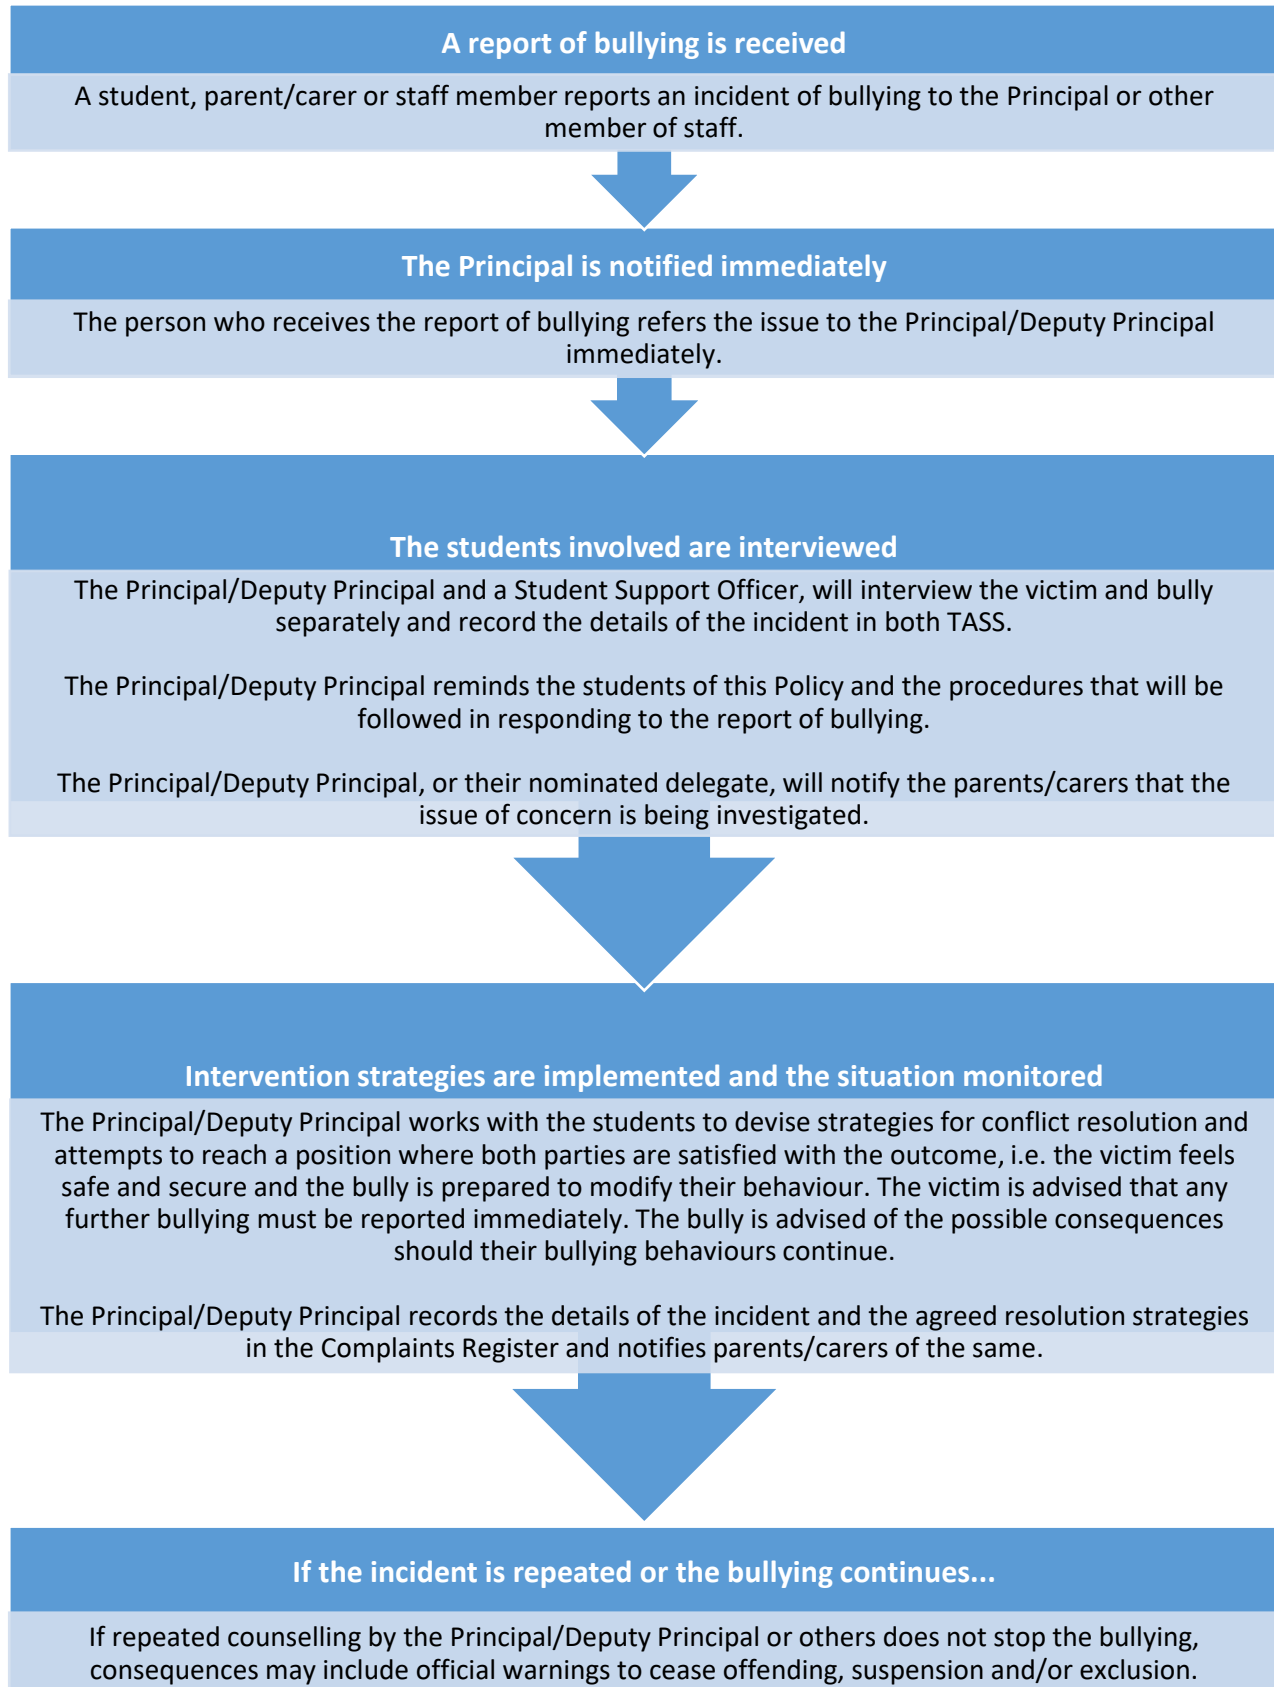 A report of bullying is received
A student, parent/carer or staff member reports an incident of bullying to the Principal or other
member of staff.
The Principal is notified immediately
The person who receives the report of bullying refers the issue to the Principal/Deputy Principal
immediately.
The students involved are interviewed
The Principal/Deputy Principal and a Student Support Officer, will interview the victim and bully
separately and record the details of the incident in both TASS.
The Principal/Deputy Principal reminds the students of this Policy and the procedures that will be
followed in responding to the report of bullying.
The Principal/Deputy Principal, or their nominated delegate, will notify the parents/carers that the
issue of concern is being investigated.
Intervention strategies are implemented and the situation monitored
The Principal/Deputy Principal works with the students to devise strategies for conflict resolution and
attempts to reach a position where both parties are satisfied with the outcome, i.e. the victim feels
safe and secure and the bully is prepared to modify their behaviour. The victim is advised that any
further bullying must be reported immediately. The bully is advised of the possible consequences
should their bullying behaviours continue.
The Principal/Deputy Principal records the details of the incident and the agreed resolution strategies
in the Complaints Register and notifies parents/carers of the same.
If the incident is repeated or the bullying continues...
If repeated counselling by the Principal/Deputy Principal or others does not stop the bullying,
consequences may include official warnings to cease offending, suspension and/or exclusion.